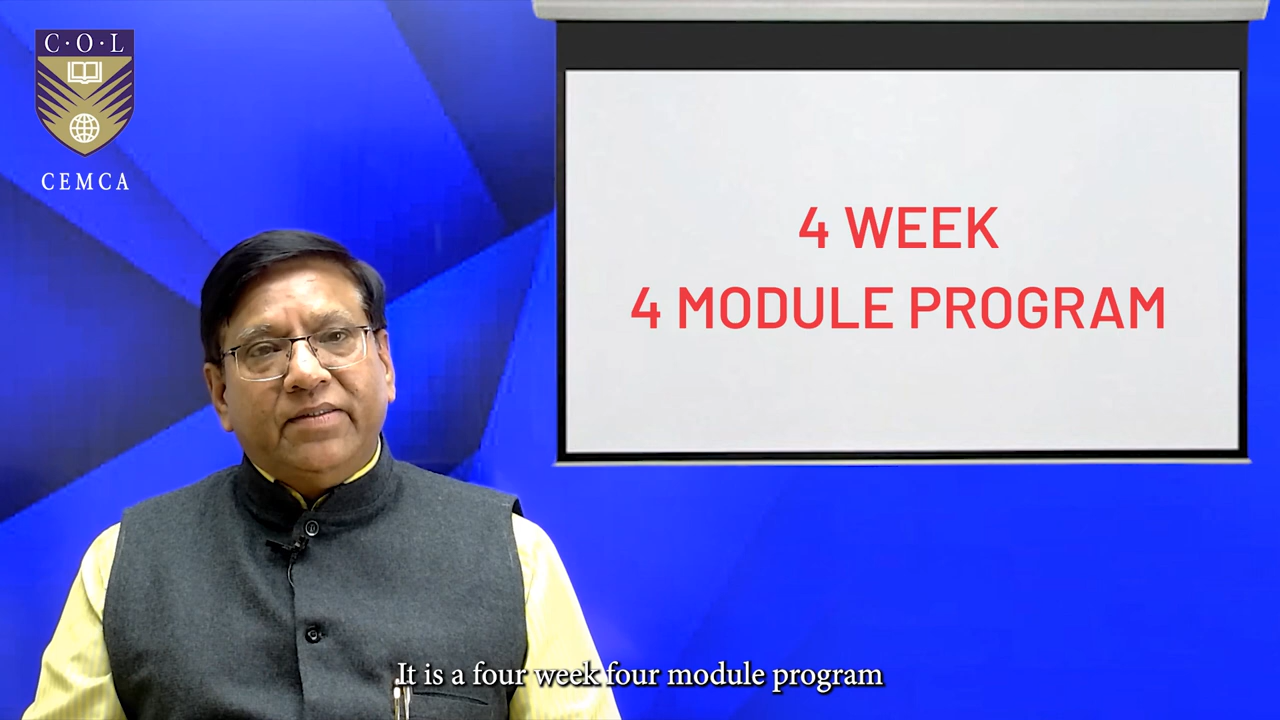 C·O·L
CEMCA
4 WEEK
4 MODULE PROGRAM
It is a four week four module program